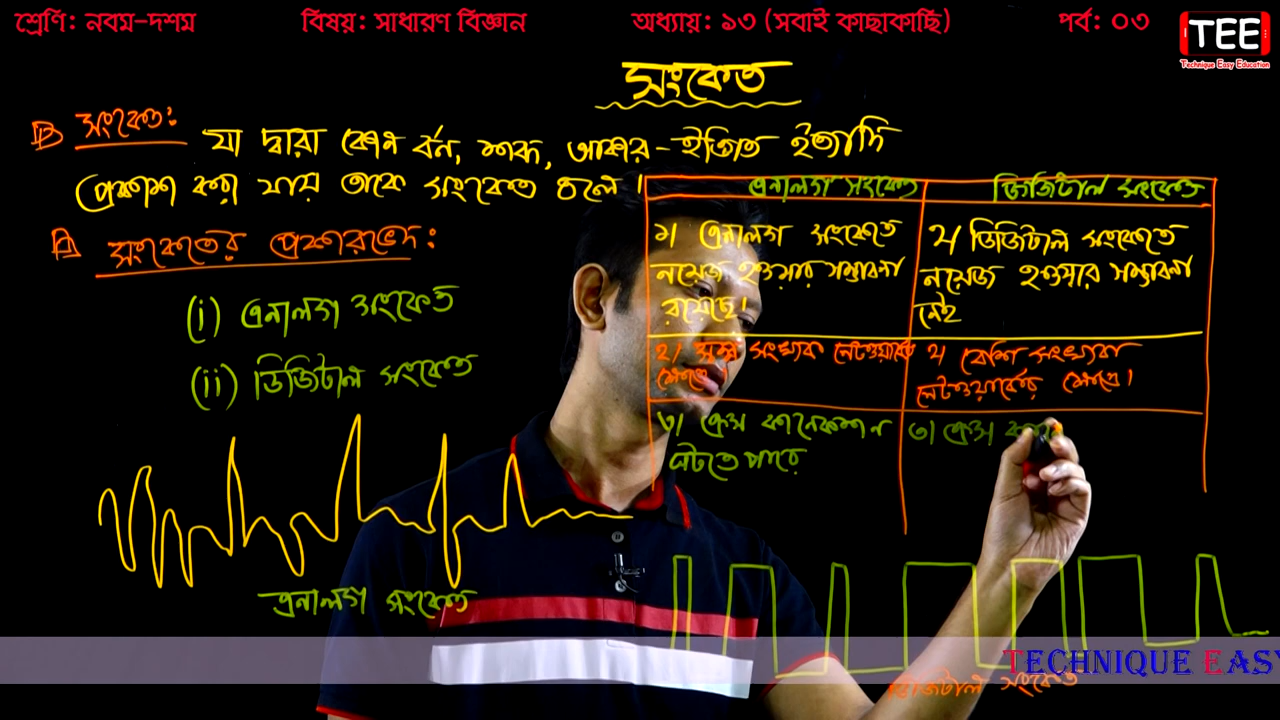 শ্রেণি: নবম-দশম বিষয়: সাধারণ বিজ্ঞান অধ্যায়: ১৩ (সবাই কাছাকাছি) পর্ব: ০৩
TEE
Technique Easy Education
সংকেত
সংকেত:
যা দ্বারা কোন বর্ন, শব্দ, আকার-ইঙ্গিত ইত্যাদি
প্রকাশ করা যায় তাকে সংকেত বলে।
সংকেতের প্রকারভেদ:
(i) এনালগ সংকেত
(ii) ডিজিটাল সংকেত
এনালগ সংকেত
এনালগ সংকেত ডিজিটাল সংকেত
১। এনালগ সংকেতে
নয়েজ হওয়ার সম্ভাবনা
রয়েছে।
১। ডিজিটাল সংকেতে
নয়েজ হওয়ার সম্ভাবনা
নেই
২। সংখ্যক নেটওয়ার্কে
২। বেশি সংখ্যক
নেটওয়ার্কের ক্ষেত্রে।
৩। ক্রস কানেকশান
ঘটতে পারে
৩। ক্রস
ডিজিটাল সংকেত
TECHNIQUE EASY